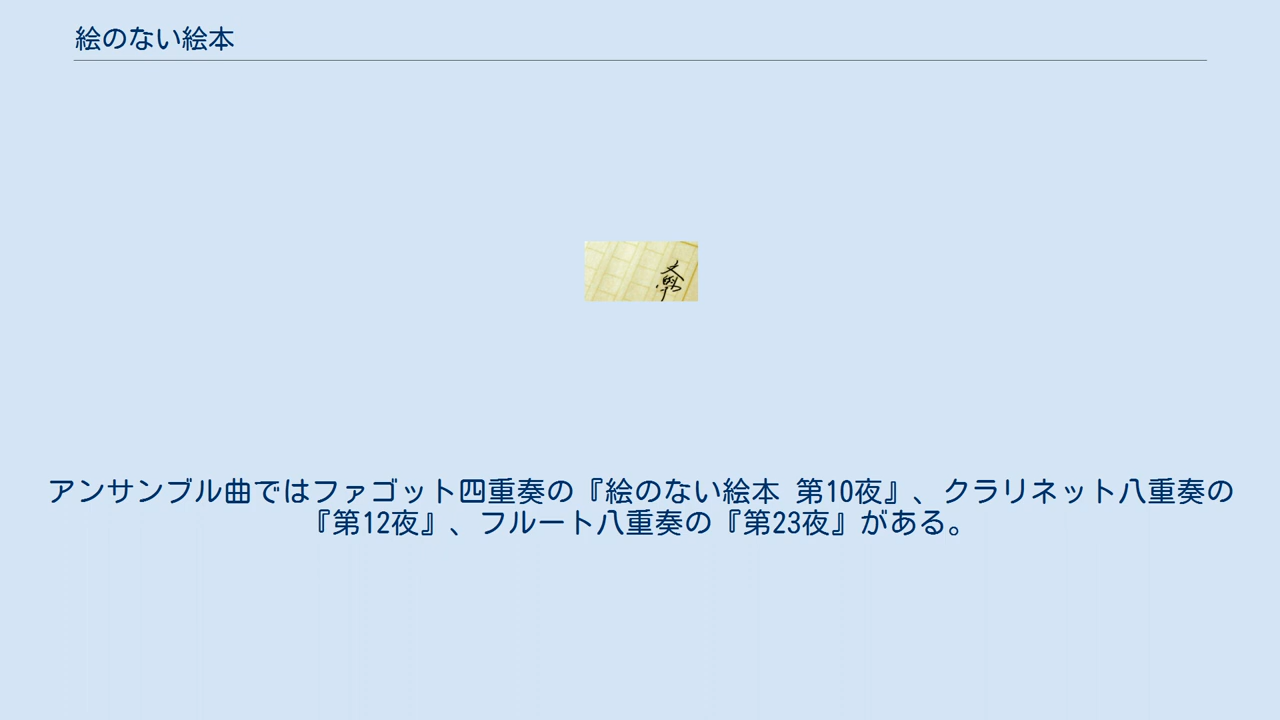 絵のない絵本
アンサンブル曲ではファゴット四重奏の『絵のない絵本 第10夜』、クラリネット八重奏の
『第12夜』、フルート八重奏の『第23夜』がある。